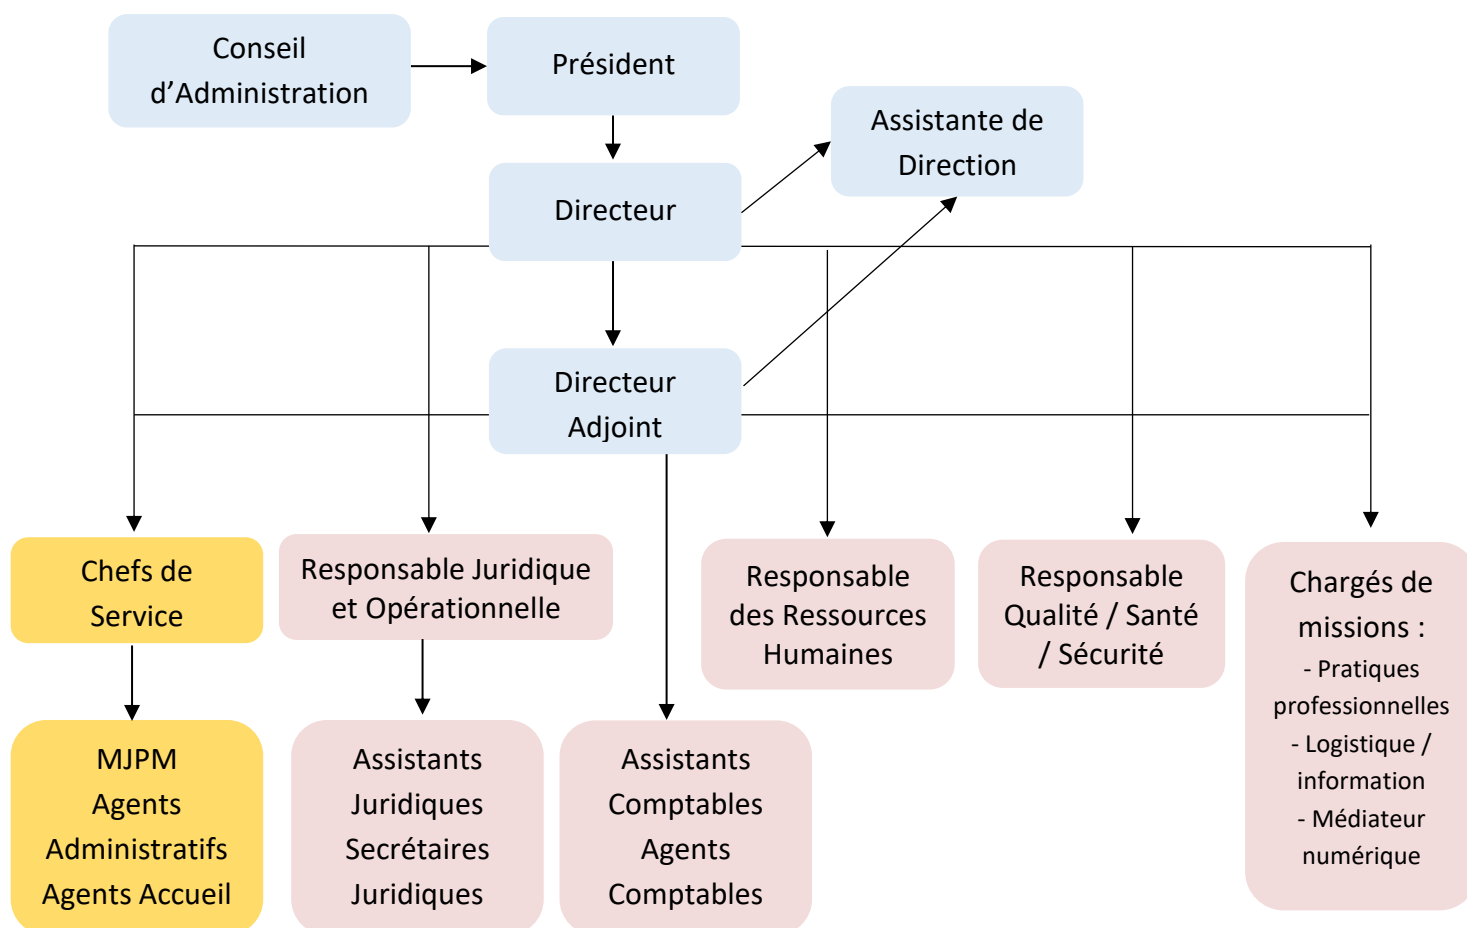 Conseil
d’Administration
Président
Assistante de
Direction
Directeur
Directeur
Adjoint
Chefs de
Service
Responsable Juridique
et Opérationnelle
Responsable
des Ressources
Humaines
Responsable
Qualité / Santé
/ Sécurité
Chargés de
missions :
- Pratiques
professionnelles
- Logistique /
information
- Médiateur
numérique
MJPM
Agents
Administratifs
Agents Accueil
Assistants
Juridiques
Secrétaires
Juridiques
Assistants
Comptables
Agents
Comptables